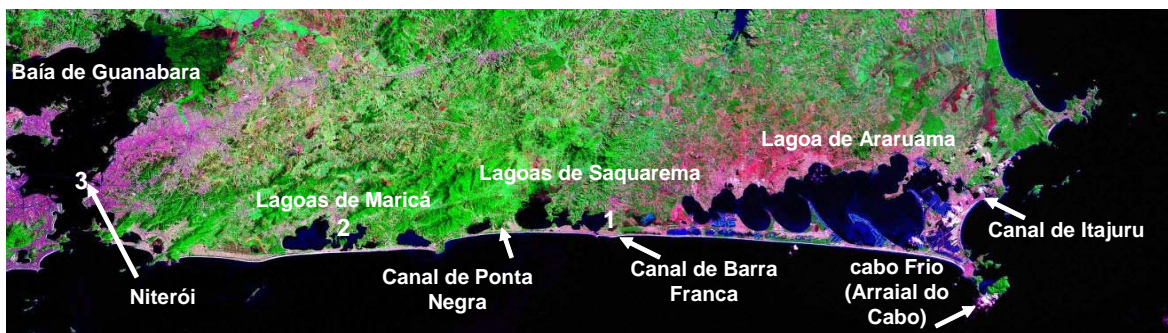 Baía de Guanabara
Lagoa de Araruama
Lagoas de Saquarema
3
Lagoas de Maricá
2
1
Canal de Itajuru
Canal de Ponta
Negra
Canal de Barra
Franca
cabo Frio
(Arraial do
Cabo)
Niterói